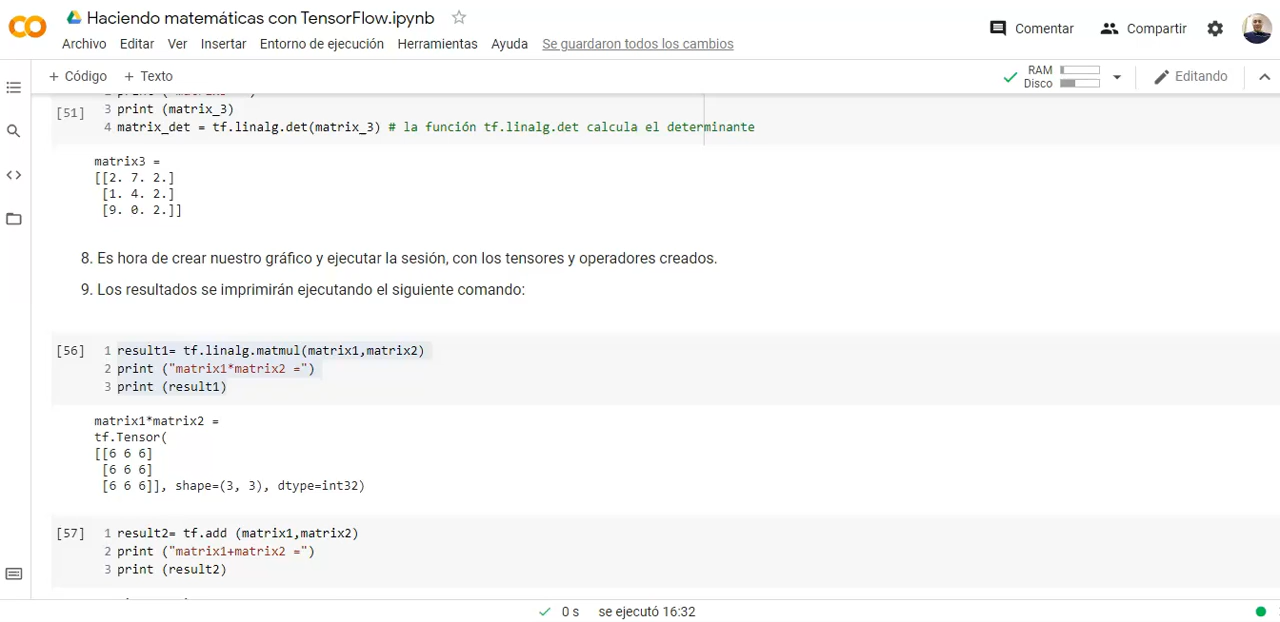 Haciendo matemáticas con TensorFlow.ipynb
Comentar
Compartir
Archivo Editar Ver Insertar Entorno de ejecución Herramientas Ayuda Se guardaron todos los cambios
+ Código + Texto
RAM
Disco
Editando
[51]
3 print (matrix_3)
4 matrix_det = tf.linalg.det(matrix_3) # la función tf.linalg.det calcula el determinante
matrix3 =
[[2. 7. 2.]
[1. 4. 2.]
[9. 0. 2.]]
8. Es hora de crear nuestro gráfico y ejecutar la sesión, con los tensores y operadores creados.
9. Los resultados se imprimirán ejecutando el siguiente comando:
[56] 1 result1= tf.linalg.matmul(matrix1,matrix2)
2 print ("matrix1*matrix2 =")
3 print (result1)
matrix1*matrix2 =
tf.Tensor(
[[6 6 6]
[6 6 6]
[6 6 6]], shape=(3, 3), dtype=int32)
[57] 1 result2= tf.add (matrix1,matrix2)
2 print ("matrix1+matrix2 =")
3 print (result2)
0 s se ejecutó 16:32